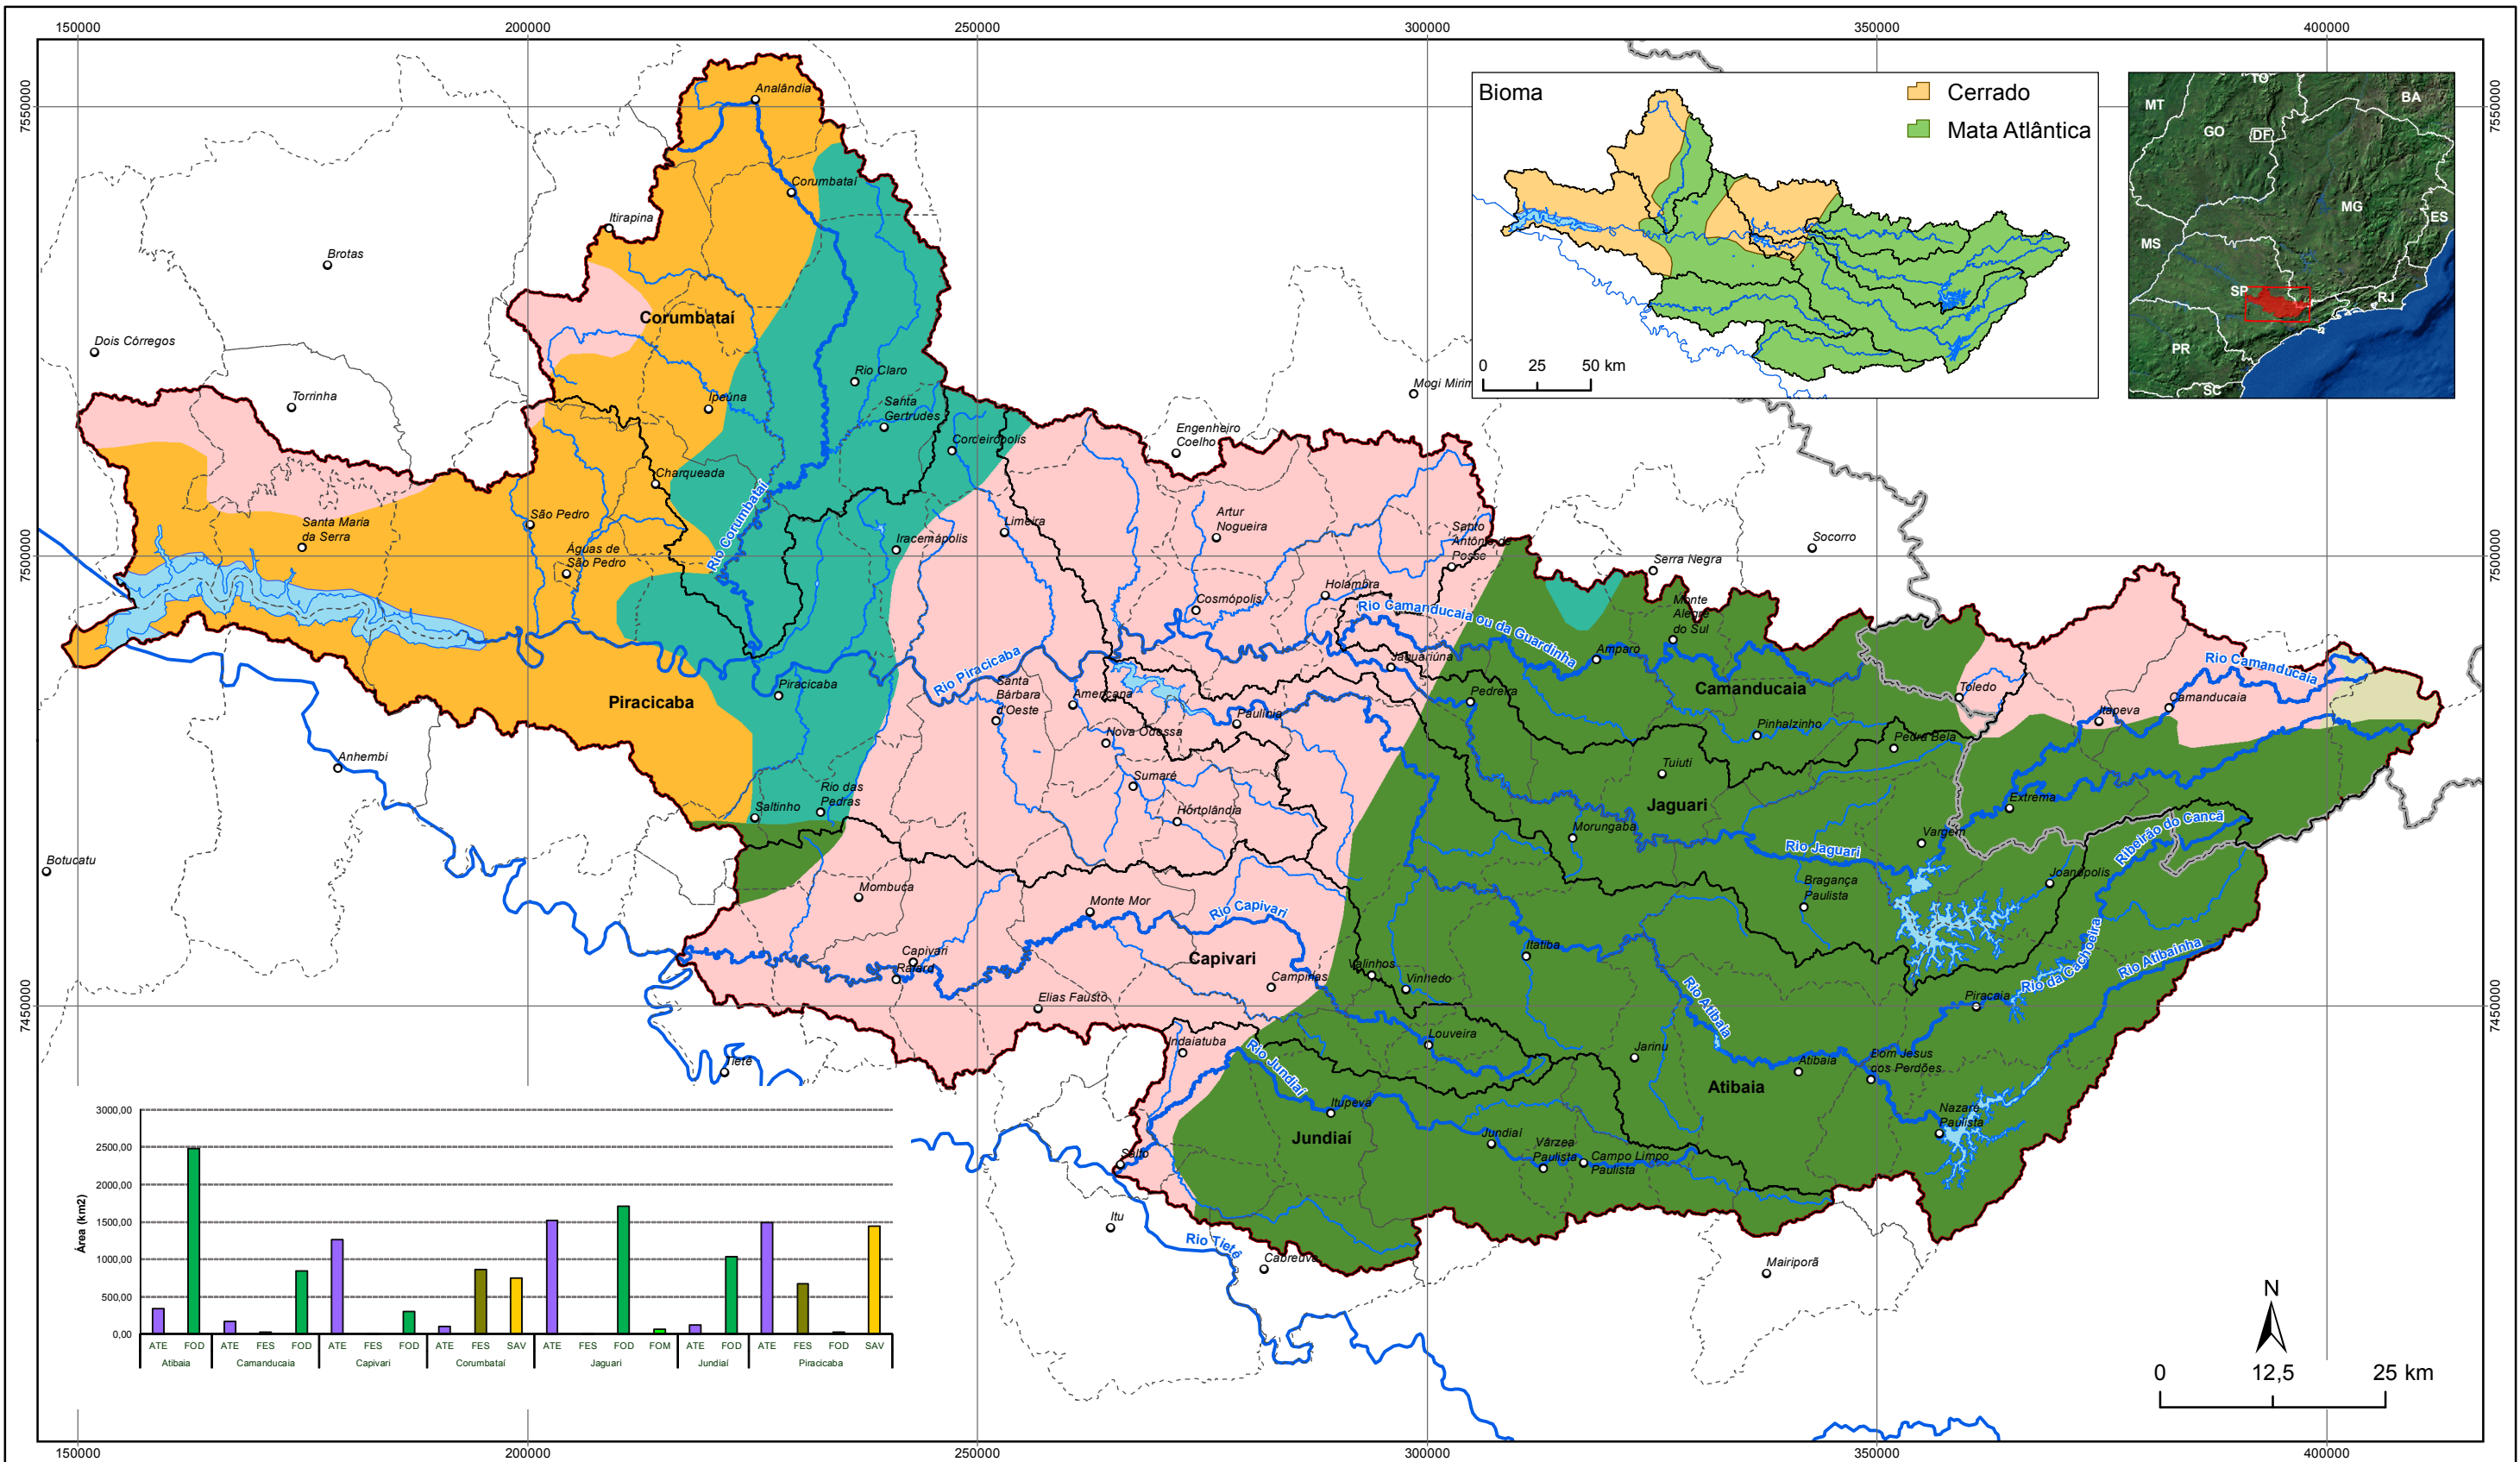 150000
200000
250000
300000
350000
400000
7550000
7500000
7450000
7550000
7500000
7450000
150000
200000
250000
300000
350000
400000
Bioma
Cerrado
Mata Atlântica
0
25
50 km
TO
MT
BA
GO
DF
MG
ES
MS
SP
RJ
PR
SC
Analândia
Corumbataí
Itirapina
Brotas
Corumbataí
Dois Córregos
Torrinha
Rio Claro
Ipeúna
Santa
Gertrudes
Mogi Mirim
Engenheiro
Coelho
Cordeirópolis
Charqueada
Rio Corumbataí
São Pedro
Santa Maria
da Serra
Águas de
São Pedro
Iracemápolis
Limeira
Artur
Nogueira
Santo
Antônio de
Posse
Socorro
Serra Negra
Holambra
Cosmópolis
Rio Camanducaia ou da Guardinha
Monte
Alegre
do Sul
Amparo
Jaguariúna
Rio Piracicaba
Piracicaba
Piracicaba
Santa
Bárbara
d'Oeste
Americana
Paulínia
Nova Odessa
Pedreira
Camanducaia
Pinhalzinho
Pedra Bela
Toledo
Itapeva
Camanducaia
Rio Camanducaia
Anhembi
Sumaré
Hortolândia
Tuiuti
Jaguari
Extrema
Saltinho
Rio das
Pedras
Morungaba
Vargem
Ribeirão do Cancã
Rio Jaguari
Joanópolis
Botucatu
Mombuca
Monte Mor
Rio Capivari
Bragança
Paulista
Capivari
Rafard
Capivari
Campinas
Valinhos
Vinhedo
Itatiba
Rio Atibaia
Rio da Cachoeira
Rio Atibainha
Piracaia
Elias Fausto
Tietê
Indaiatuba
Rio Jundiaí
Louveira
Jarinu
Atibaia
Atibaia
Bom Jesus
dos Perdões
Nazaré
Paulista
Itupeva
Jundiaí
Jundiaí
Várzea
Paulista
Campo Limpo
Paulista
Salto
Itu
Rio Tietê
Cabreúva
Mairiporã
N
0
12,5
25 km
Área (km2)
3000,00
2500,00
2000,00
1500,00
1000,00
500,00
0,00
ATE FOD ATE FES FOD ATE FES FOD ATE FES SAV ATE FES FOD FOM ATE FOD ATE FES FOD SAV
Atibaia Camanducaia Capivari Corumbataí Jaguari Jundiaí Piracicaba